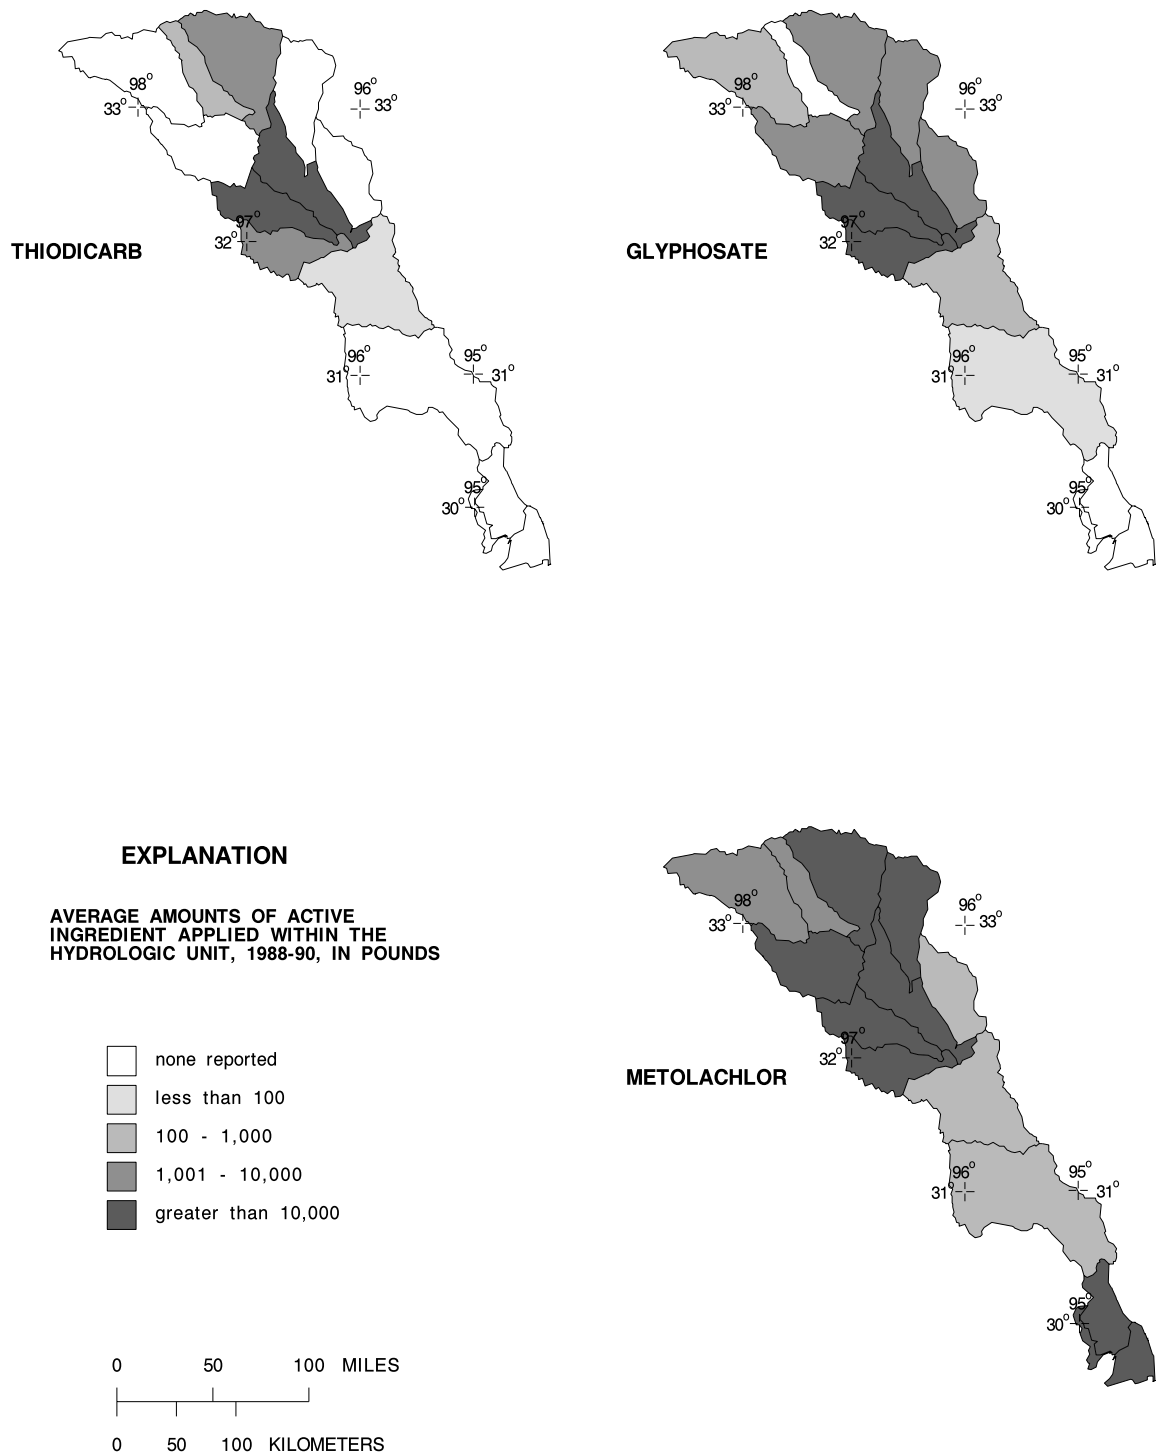 98°
33°
96°
33°
97°
32°
THIODICARB
96°
31°
95°
31°
95°
30°
98°
33°
96°
33°
97°
32°
GLYPHOSATE
96°
31°
95°
31°
95°
30°
EXPLANATION
AVERAGE AMOUNTS OF ACTIVE
INGREDIENT APPLIED WITHIN THE
HYDROLOGIC UNIT, 1988-90, IN POUNDS
none reported
less than 100
100 - 1,000
1,001 - 10,000
greater than 10,000
0 50 100 MILES
0 50 100 KILOMETERS
98°
33°
96°
33°
97°
32°
METOLACHLOR
96°
31°
95°
31°
95°
30°